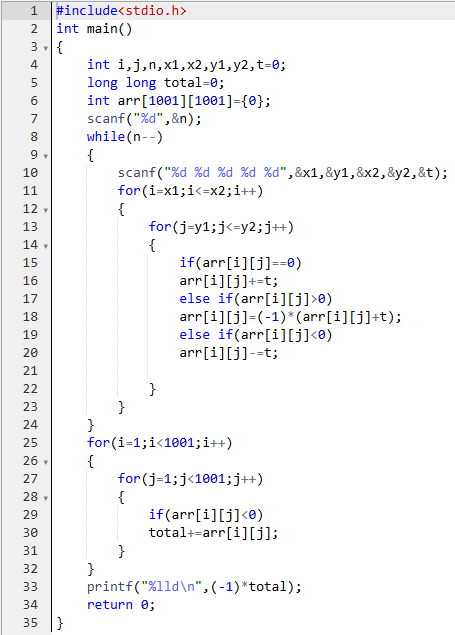 1 #include<stdio.h>
2 int main()
3 {
4 int i,j,n,x1,x2,y1,y2,t=0;
5 long long total=0;
6 int arr[1001][1001]={0};
7 scanf("%d",&n);
8 while(n--)
9 {
10 scanf("%d %d %d %d %d",&x1,&y1,&x2,&y2,&t);
11 for(i=x1;i<=x2;i++)
12 {
13 for(j=y1;j<=y2;j++)
14 {
15 if(arr[i][j]==0)
16 arr[i][j]+=t;
17 else if(arr[i][j]>0)
18 arr[i][j]=(-1)*(arr[i][j]+t);
19 else if(arr[i][j]<0)
20 arr[i][j]-=t;
21
22 }
23 }
24 }
25 for(i=1;i<1001;i++)
26 {
27 for(j=1;j<1001;j++)
28 {
29 if(arr[i][j]<0)
30 total+=arr[i][j];
31 }
32 }
33 printf("%lld\n",(-1)*total);
34 return 0;
35 }